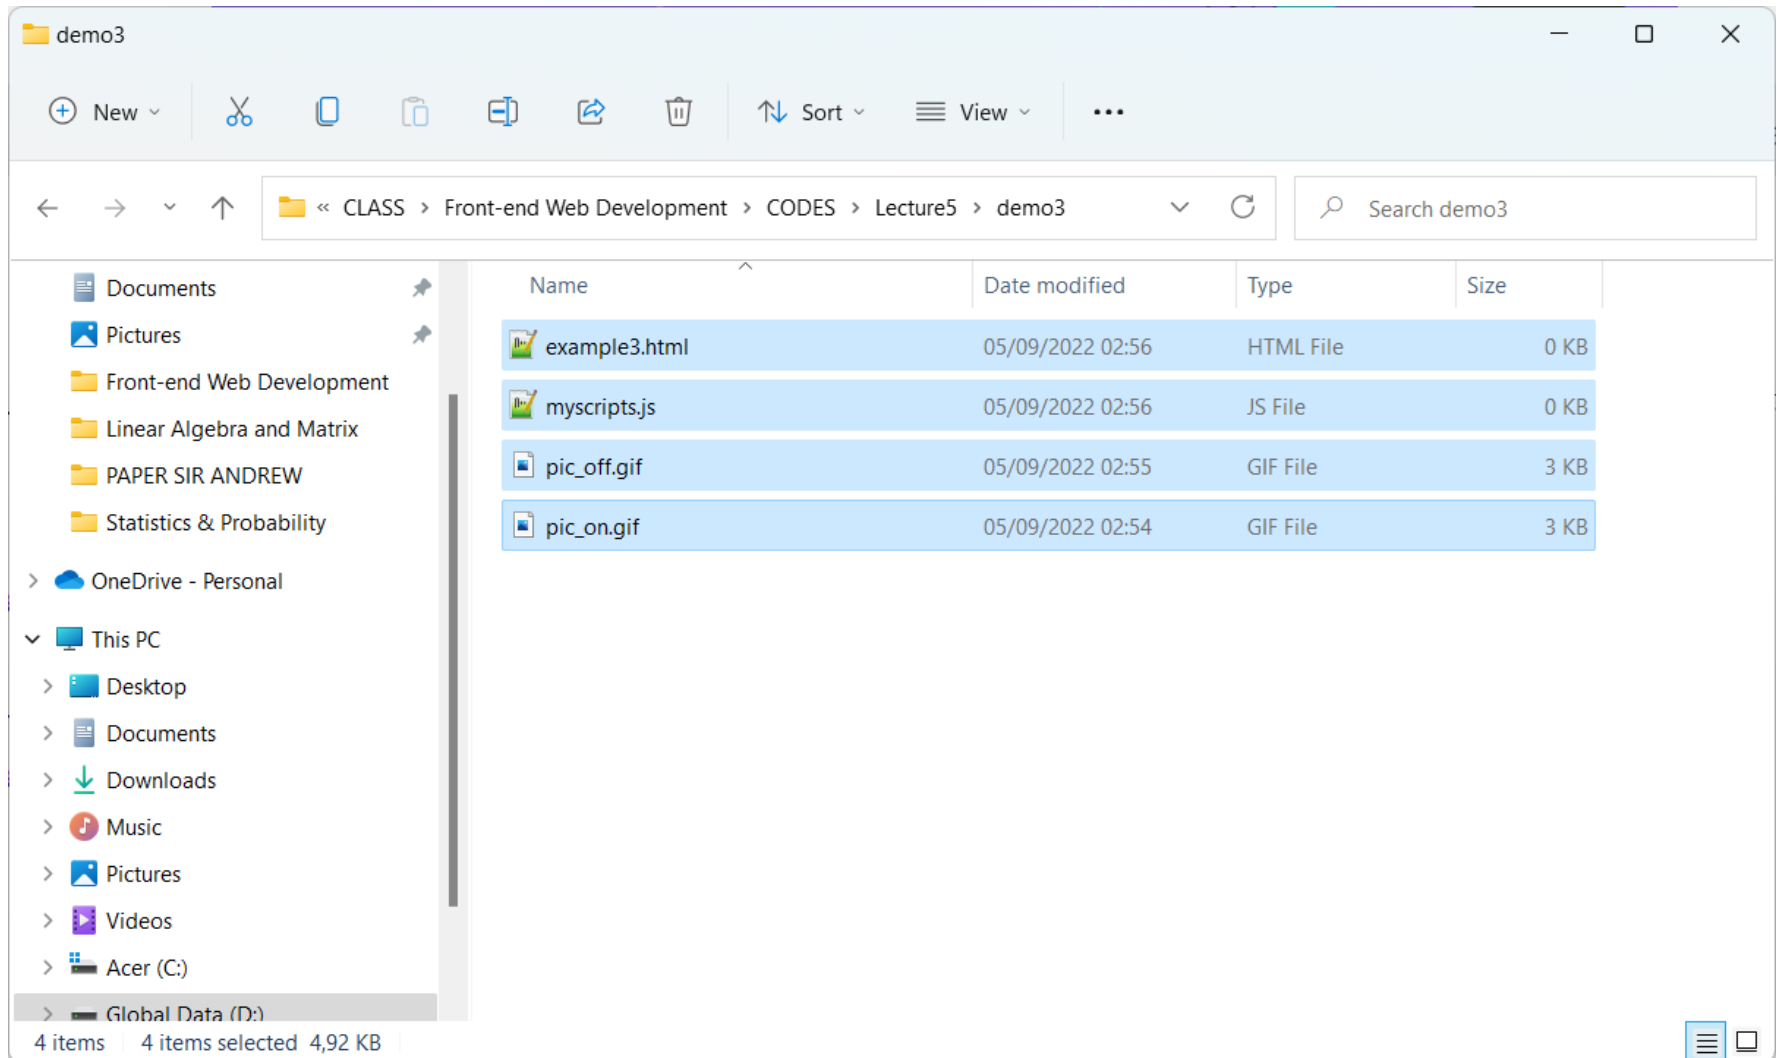 demo3
New Sort View
« CLASS > Front-end Web Development > CODES > Lecture5 > demo3
Search demo3
Documents
Pictures
Front-end Web Development
Linear Algebra and Matrix
PAPER SIR ANDREW
Statistics & Probability
OneDrive - Personal
This PC
Desktop
Documents
Downloads
Music
Pictures
Videos
Acer (C:)
Global Data (D:)
Name Date modified Type Size
example3.html 05/09/2022 02:56 HTML File 0 KB
myscripts.js 05/09/2022 02:56 JS File 0 KB
pic_off.gif 05/09/2022 02:55 GIF File 3 KB
pic_on.gif 05/09/2022 02:54 GIF File 3 KB
4 items 4 items selected 4,92 KB